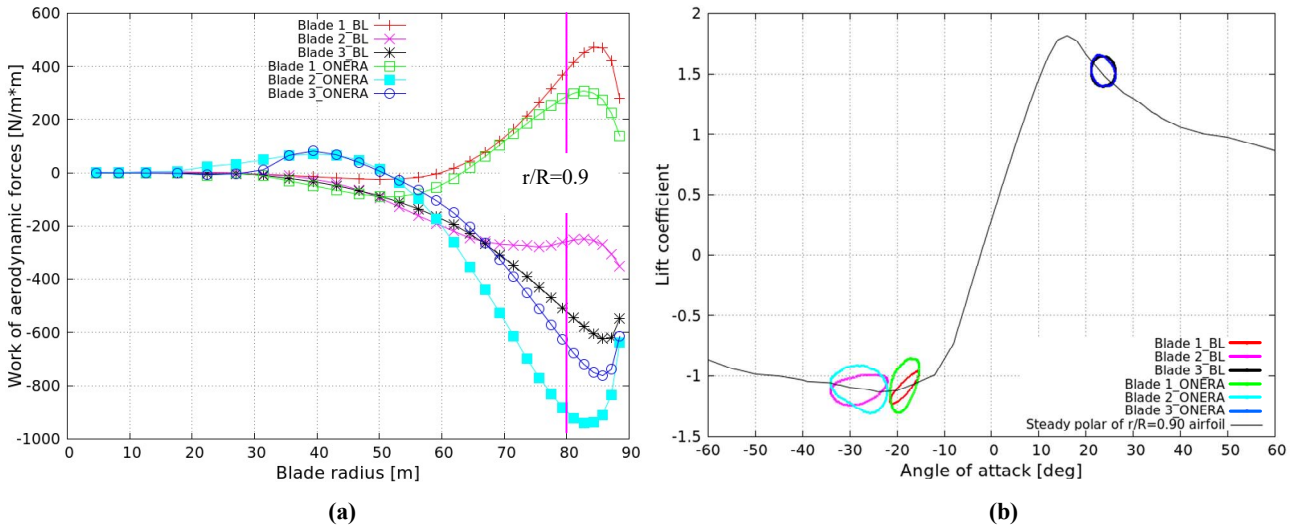 600
400
200
0
-200
-400
-600
-800
-1000
0 10 20 30 40 50 60 70 80 90
Work of aerodynamic forces [N/m*m]
Blade radius [m]
Blade 1_BL
Blade 2_BL
Blade 3_BL
Blade 1_ONERA
Blade 2_ONERA
Blade 3_ONERA
r/R=0.9
(a)
2
1.5
1
0.5
0
-0.5
-1
-1.5
-60 -50 -40 -30 -20 -10 0 10 20 30 40 50 60
Lift coefficient
Angle of attack [deg]
Blade 1_BL
Blade 2_BL
Blade 3_BL
Blade 1_ONERA
Blade 2_ONERA
Blade 3_ONERA
Steady polar of r/R=0.90 airfoil
(b)